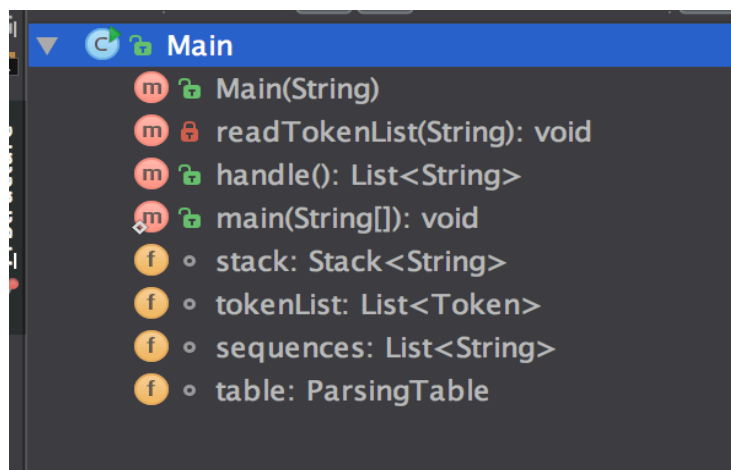 Main
Main(String)
readTokenList(String): void
handle(): List<String>
main(String[]): void
stack: Stack<String>
tokenList: List<Token>
sequences: List<String>
table: ParsingTable